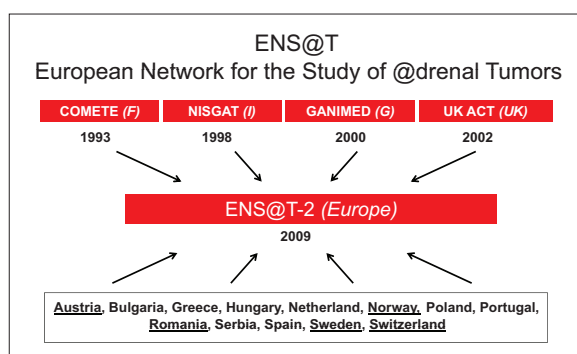 ENS@T
European Network for the Study of @drenal Tumors
COMETE (F) NISGAT (I) GANIMED (G) UK ACT (UK)
1993 1998 2000 2002
ENS@T-2 (Europe)
2009
Austria, Bulgaria, Greece, Hungary, Netherland, Norway, Poland, Portugal,
Romania, Serbia, Spain, Sweden, Switzerland